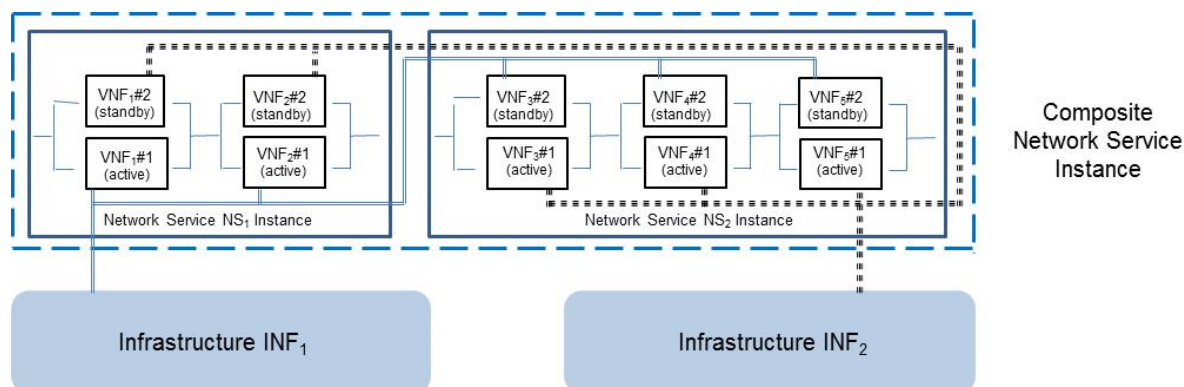 VNF₁#2
(standby)
VNF₂#2
(standby)
VNF₃#2
(standby)
VNF₄#2
(standby)
VNF₅#2
(standby)
VNF₁#1
(active)
VNF₂#1
(active)
VNF₃#1
(active)
VNF₄#1
(active)
VNF₅#1
(active)
Network Service NS₁ Instance
Network Service NS₂ Instance
Composite
Network Service
Instance
Infrastructure INF₁
Infrastructure INF₂